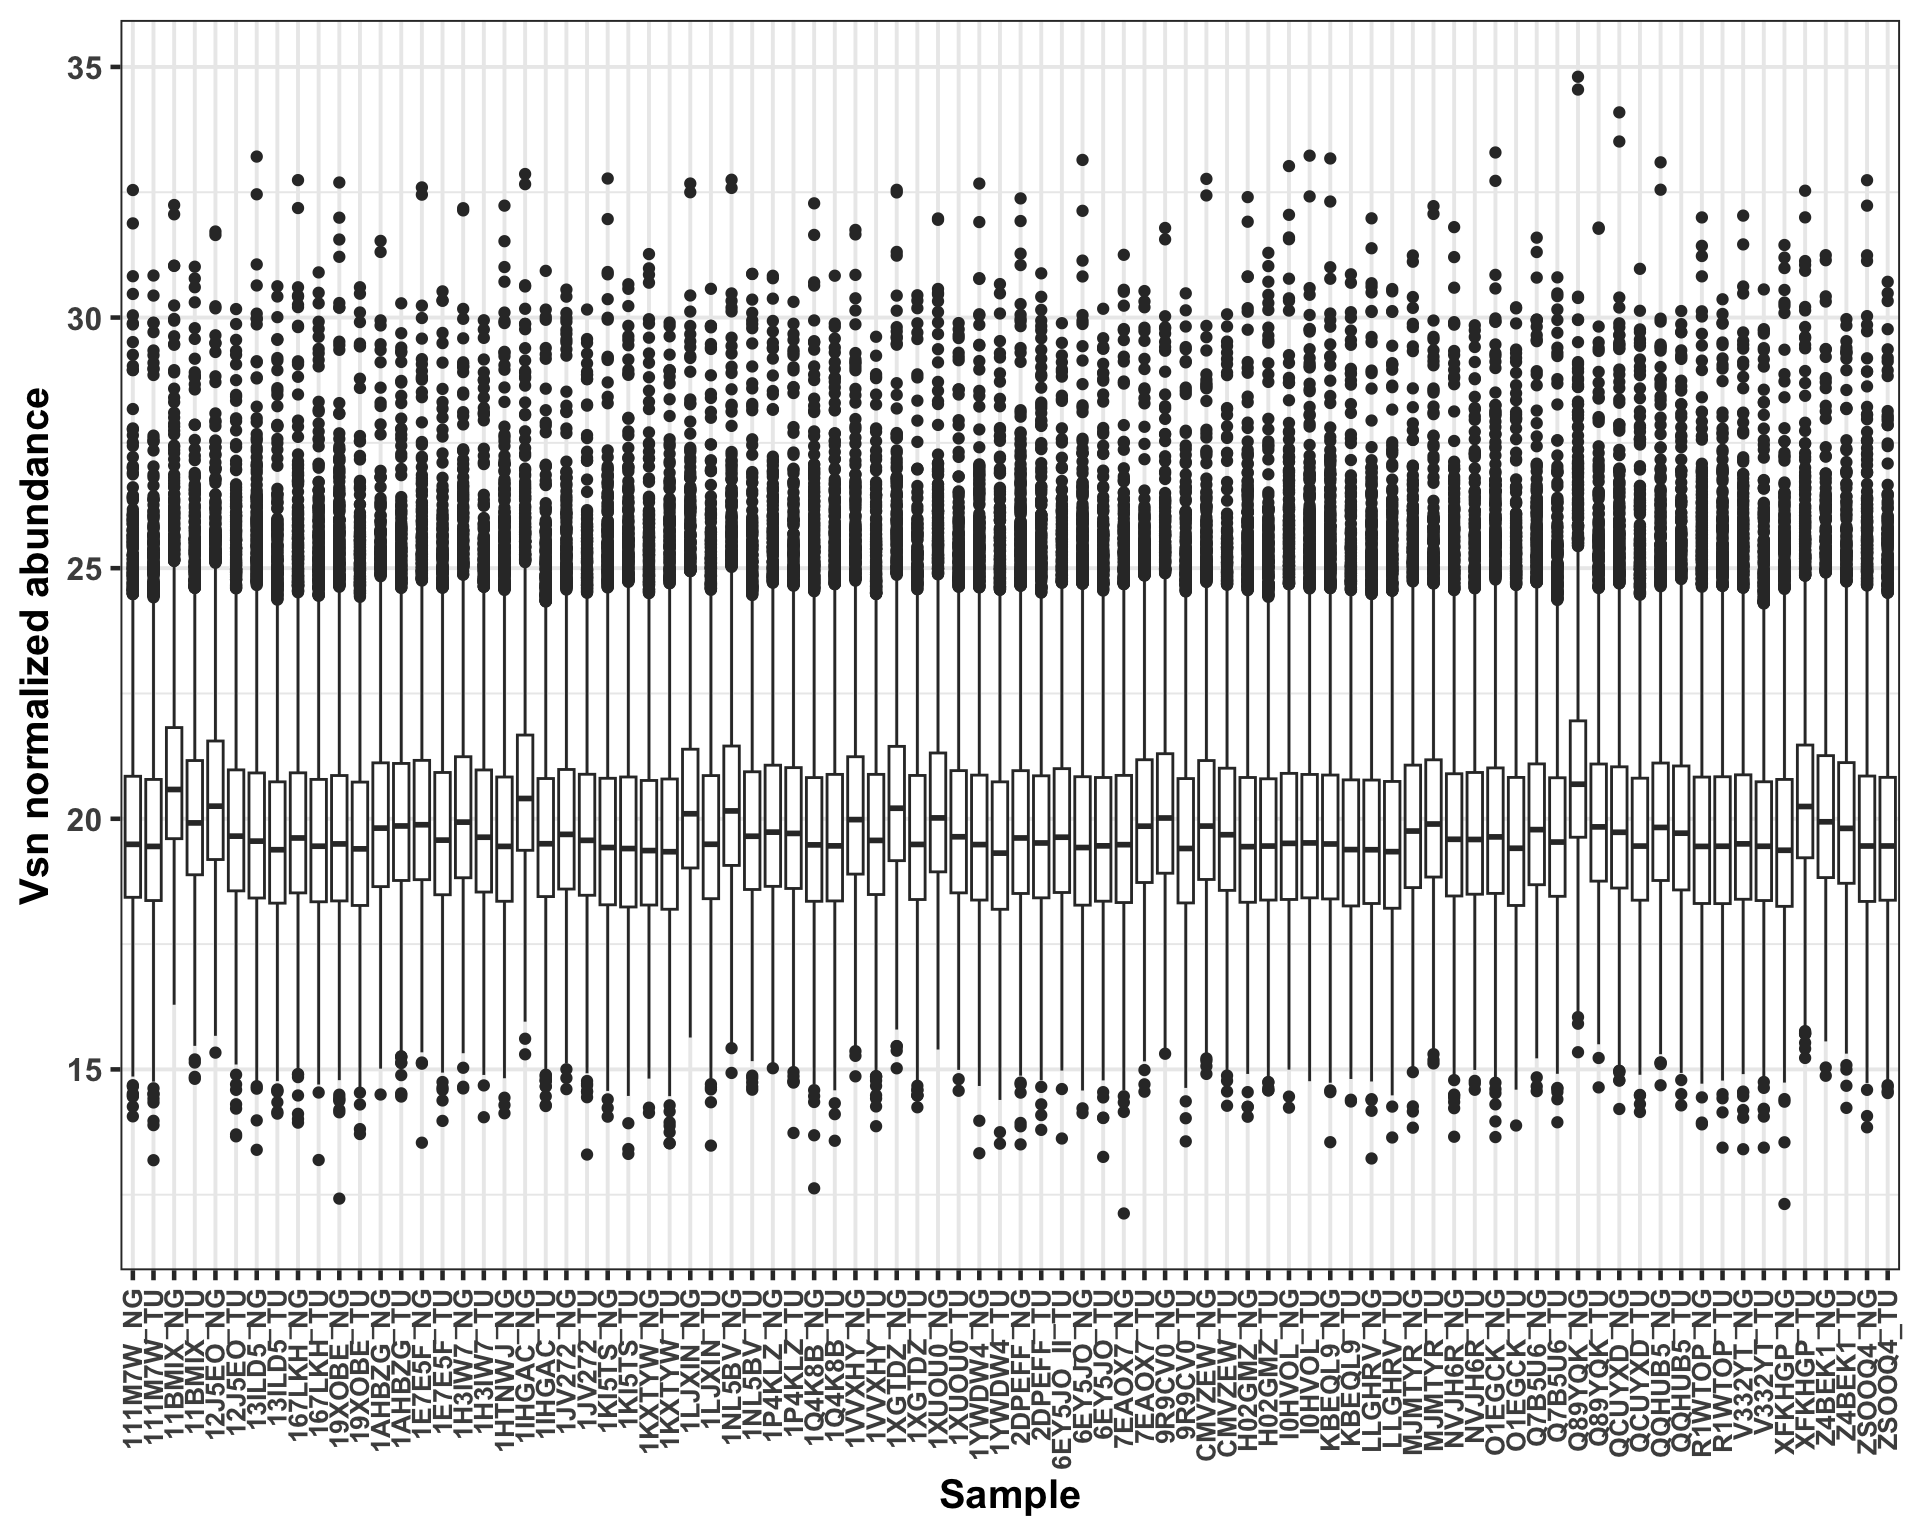 Vsn normalized abundance
35
30
25
20
15
111M7W_NG
111M7W_TU
11BMIX_NG
11BMIX_TU
12J5EO_NG
12J5EO_TU
13ILD5_NG
13ILD5_TU
167LKH_NG
167LKH_TU
19XOBE_NG
19XOBE_TU
1AHBZG_NG
1AHBZG_TU
1E7E5F_NG
1E7E5F_TU
1H3IW7_NG
1H3IW7_TU
1HTNWJ_NG
1IHGAC_NG
1IHGAC_TU
1JV272_NG
1JV272_TU
1KI5TS_NG
1KI5TS_TU
1KXTYW_NG
1KXTYW_TU
1LJXIN_NG
1LJXIN_TU
1NL5BV_NG
1NL5BV_TU
1P4KLZ_NG
1P4KLZ_TU
1Q4K8B_NG
1Q4K8B_TU
1VVXHY_NG
1VVXHY_TU
1XGTDZ_NG
1XGTDZ_TU
1XUOU0_NG
1XUOU0_TU
1YWDW4_NG
1YWDW4_TU
2DPEFF_NG
2DPEFF_TU
6EY5JO_II_TU
6EY5JO_NG
6EY5JO_TU
7EAOX7_NG
7EAOX7_TU
9R9CV0_NG
9R9CV0_TU
CMVZEW_NG
CMVZEW_TU
H02GMZ_NG
H02GMZ_TU
I0HVOL_NG
I0HVOL_TU
KBEQL9_NG
KBEQL9_TU
LLGHRV_NG
LLGHRV_TU
MJMTYR_NG
MJMTYR_TU
NVJH6R_NG
NVJH6R_TU
O1EGCK_NG
O1EGCK_TU
Q7B5U6_NG
Q7B5U6_TU
Q89YQK_NG
Q89YQK_TU
QCUYXD_NG
QCUYXD_TU
QQHUB5_NG
QQHUB5_TU
R1WTOP_NG
R1WTOP_TU
V332YT_NG
V332YT_TU
XFKHGP_NG
XFKHGP_TU
Z4BEK1_NG
Z4BEK1_TU
ZSOOQ4_NG
ZSOOQ4_TU
Sample